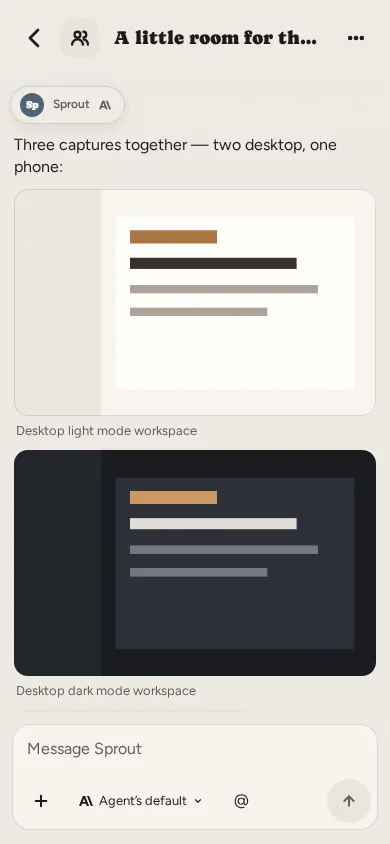 A little room for th...
Sp Sprout
Three captures together — two desktop, one
phone:
Desktop light mode workspace
Desktop dark mode workspace
Message Sprout
Agent's default
@